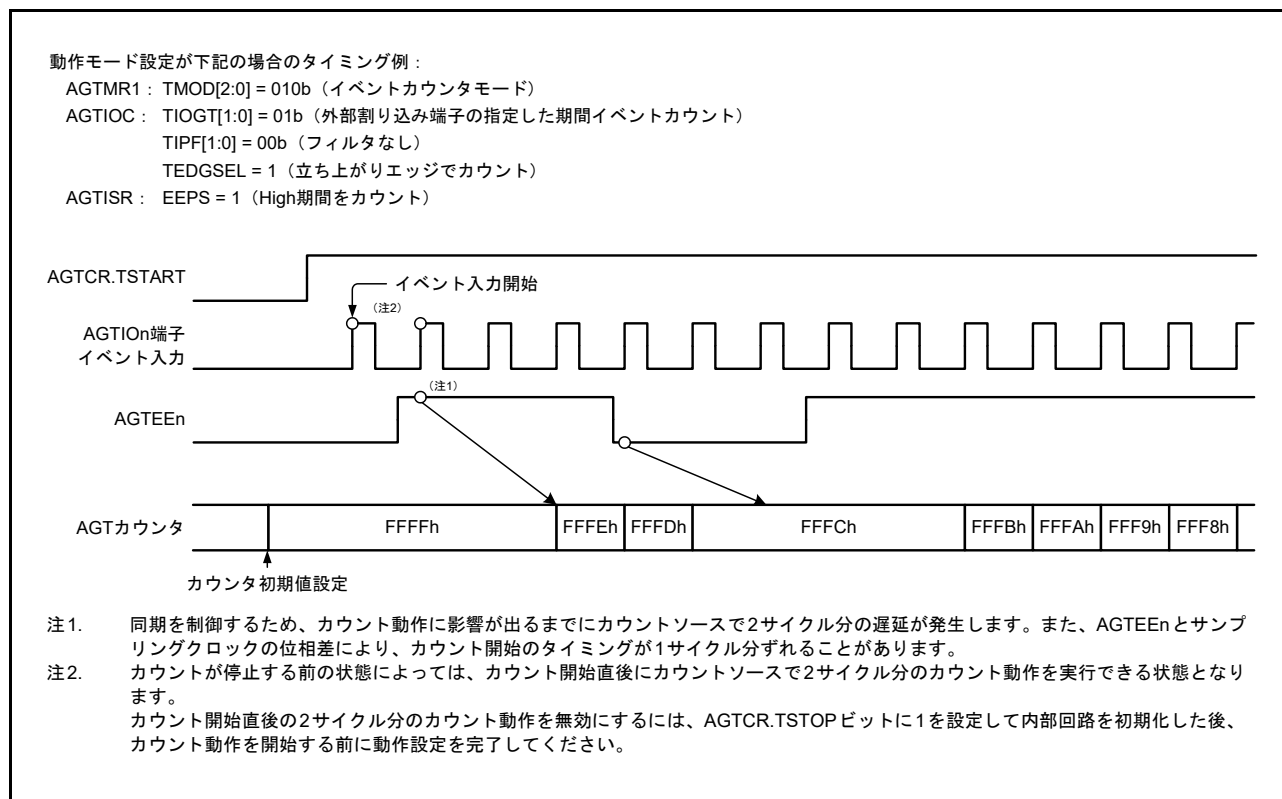 動作モード設定が下記の場合のタイミング例：
AGTMR1： TMOD[2:0] = 010b（イベントカウンタモード）
AGTIOC： TIOGT[1:0] = 01b（外部割り込み端子の指定した期間イベントカウント）
TIPF[1:0] = 00b（フィルタなし）
TEDGSEL = 1（立ち上がりエッジでカウント）
AGTISR： EEPS = 1（High期間をカウント）
AGTCR.TSTART
イベント入力開始
（注2）
AGTIOn端子
イベント入力
（注1）
AGTEEn
AGTカウンタ
FFFFh FFFEh FFFDh FFFCh FFFBh FFFAh FFF9h FFF8h
カウンタ初期値設定
注1. 同期を制御するため、カウント動作に影響が出るまでにカウントソースで2サイクル分の遅延が発生します。また、AGTEEnとサンプ
リングクロックの位相差により、カウント開始のタイミングが1サイクル分ずれることがあります。
注2. カウントが停止する前の状態によっては、カウント開始直後にカウントソースで2サイクル分のカウント動作を実行できる状態となり
ます。
カウント開始直後の2サイクル分のカウント動作を無効にするには、AGTCR.TSTOPビットに1を設定して内部回路を初期化した後、
カウント動作を開始する前に動作設定を完了してください。